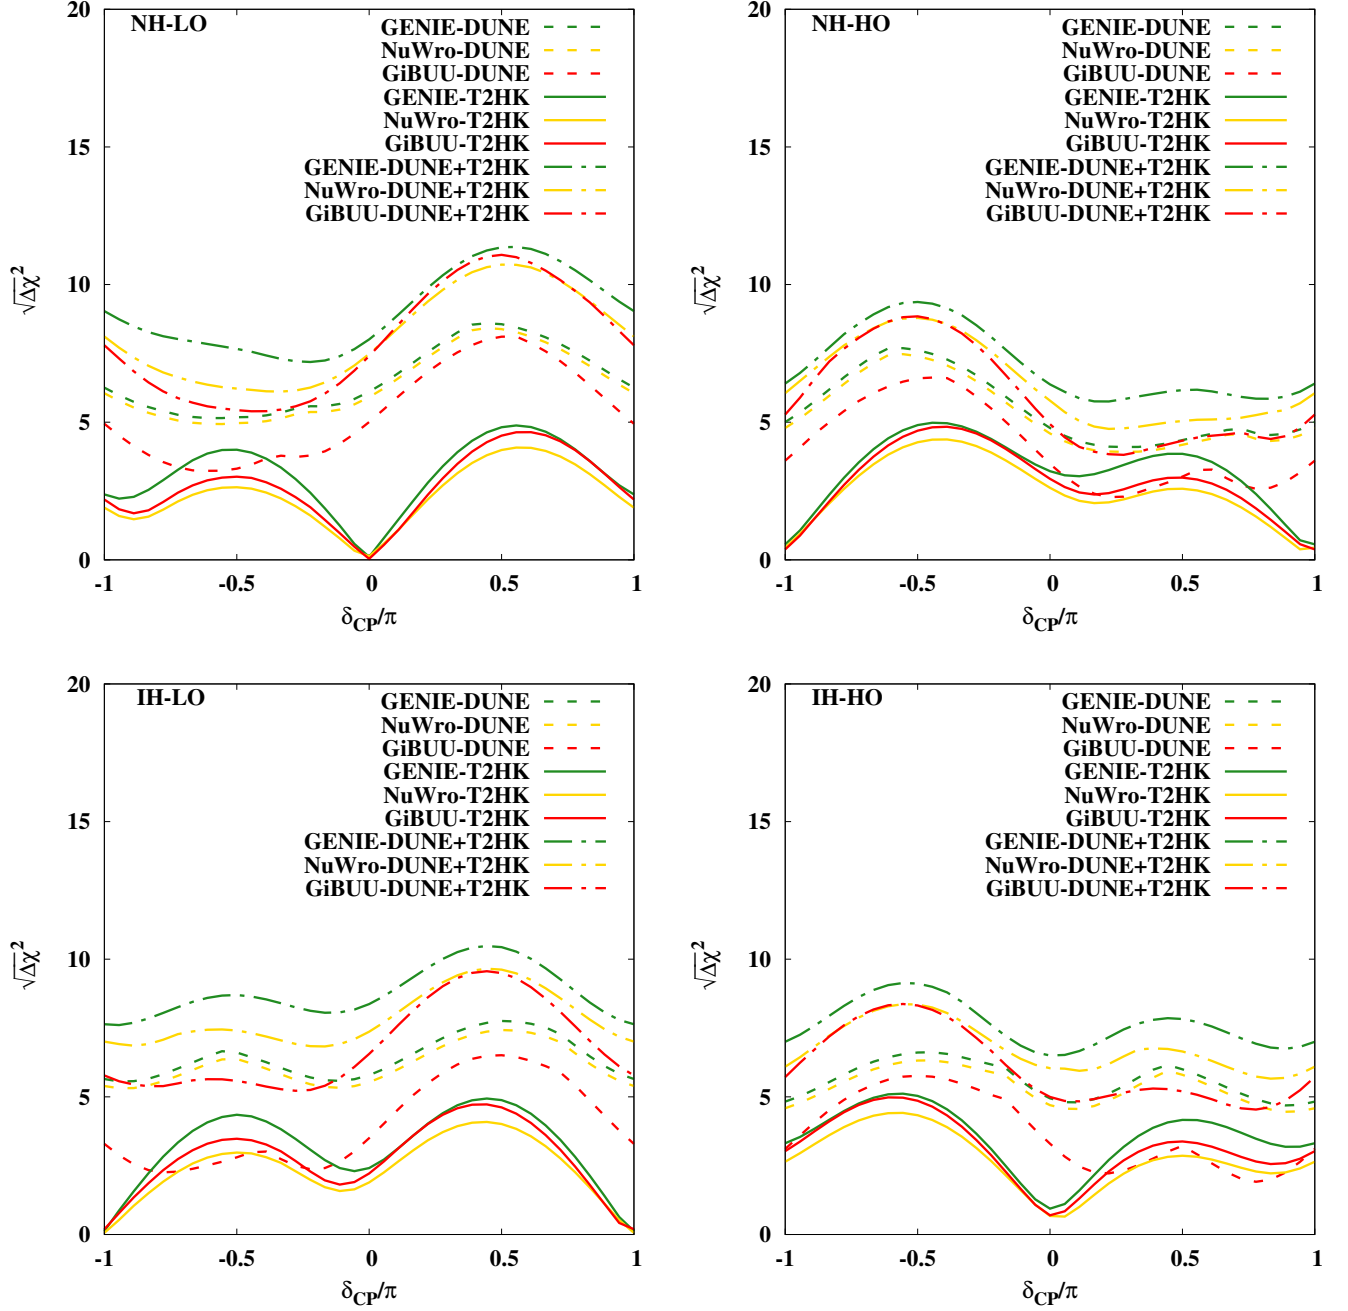 NH-LO
GENIE-DUNE
NuWro-DUNE
GiBUU-DUNE
GENIE-T2HK
NuWro-T2HK
GiBUU-T2HK
GENIE-DUNE+T2HK
NuWro-DUNE+T2HK
GiBUU-DUNE+T2HK
√Δχ²
15
10
5
0
-1
-0.5
0
0.5
1
δCP/π
NH-HO
GENIE-DUNE
NuWro-DUNE
GiBUU-DUNE
GENIE-T2HK
NuWro-T2HK
GiBUU-T2HK
GENIE-DUNE+T2HK
NuWro-DUNE+T2HK
GiBUU-DUNE+T2HK
√Δχ²
20
15
10
5
0
-1
-0.5
0
0.5
1
δCP/π
IH-LO
GENIE-DUNE
NuWro-DUNE
GiBUU-DUNE
GENIE-T2HK
NuWro-T2HK
GiBUU-T2HK
GENIE-DUNE+T2HK
NuWro-DUNE+T2HK
GiBUU-DUNE+T2HK
√Δχ²
20
15
10
5
0
-1
-0.5
0
0.5
1
δCP/π
IH-HO
GENIE-DUNE
NuWro-DUNE
GiBUU-DUNE
GENIE-T2HK
NuWro-T2HK
GiBUU-T2HK
GENIE-DUNE+T2HK
NuWro-DUNE+T2HK
GiBUU-DUNE+T2HK
√Δχ²
20
15
10
5
0
-1
-0.5
0
0.5
1
δCP/π